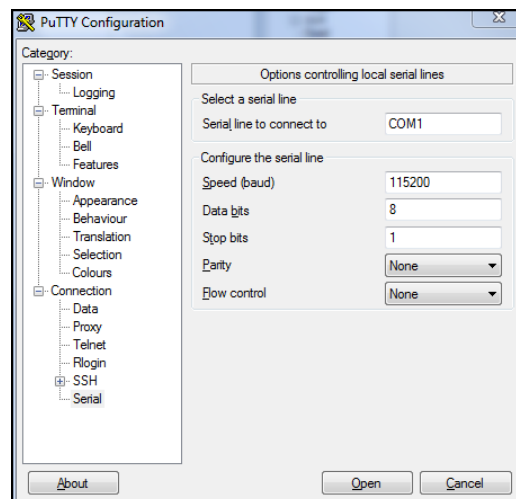 PuTTY Configuration
Category:
Session
Logging
Terminal
Keyboard
Bell
Features
Window
Appearance
Behaviour
Translation
Selection
Colours
Connection
Data
Proxy
Telnet
Rlogin
SSH
Serial
Options controlling local serial lines
Select a serial line
Serial line to connect to COM1
Configure the serial line
Speed (baud) 115200
Data bits 8
Stop bits 1
Parity None
Flow control None
About Open Cancel